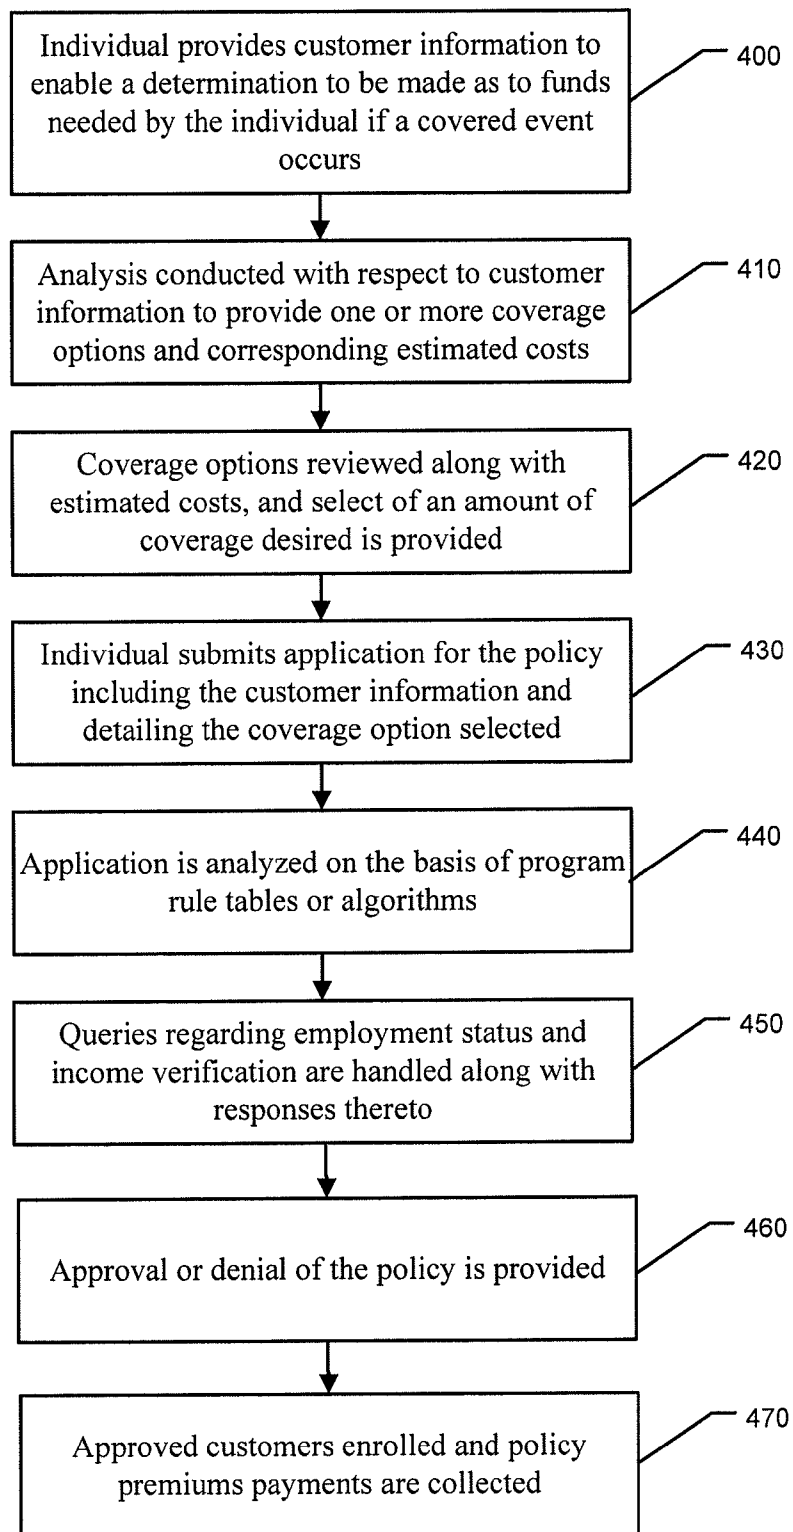 Individual provides customer information to
enable a determination to be made as to funds
needed by the individual if a covered event
occurs
400
Analysis conducted with respect to customer
information to provide one or more coverage
options and corresponding estimated costs
410
Coverage options reviewed along with
estimated costs, and select of an amount of
coverage desired is provided
420
Individual submits application for the policy
including the customer information and
detailing the coverage option selected
430
Application is analyzed on the basis of program
rule tables or algorithms
440
Queries regarding employment status and
income verification are handled along with
responses thereto
450
Approval or denial of the policy is provided
460
Approved customers enrolled and policy
premiums payments are collected
470